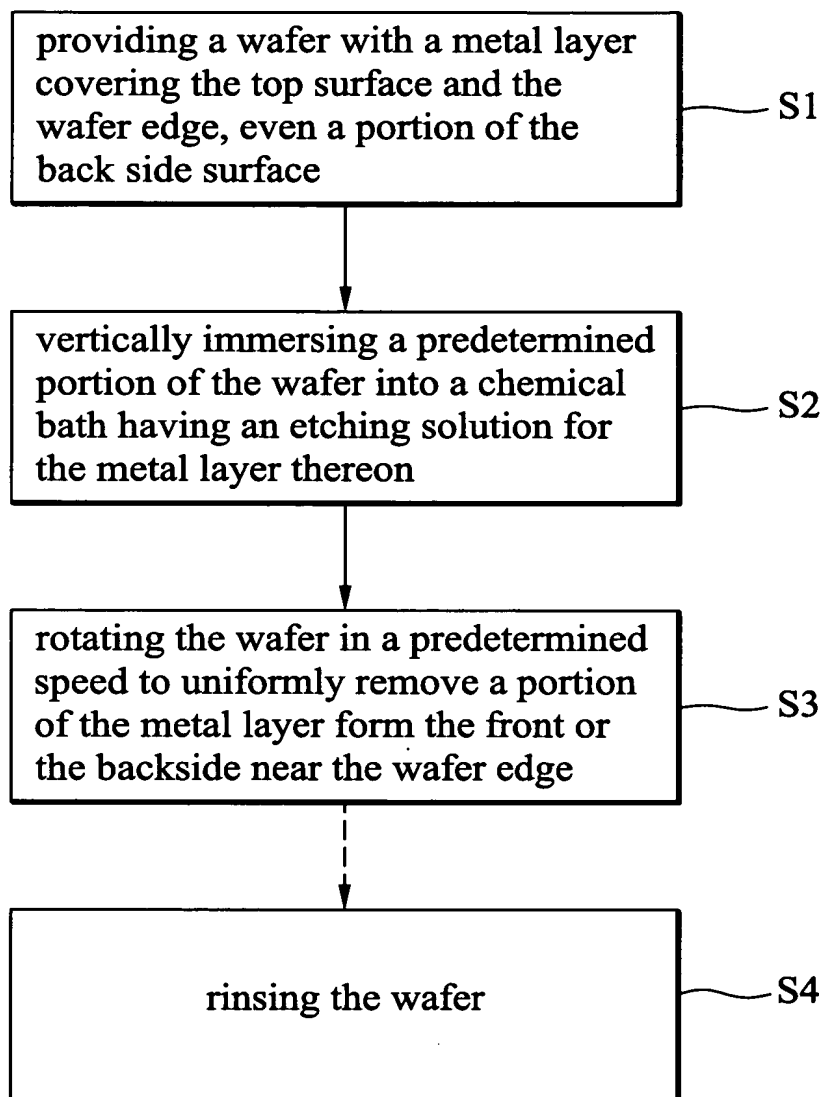 providing a wafer with a metal layer
covering the top surface and the
wafer edge, even a portion of the
back side surface
S1
vertically immersing a predetermined
portion of the wafer into a chemical
bath having an etching solution for
the metal layer thereon
S2
rotating the wafer in a predetermined
speed to uniformly remove a portion
of the metal layer form the front or
the backside near the wafer edge
S3
rinsing the wafer
S4